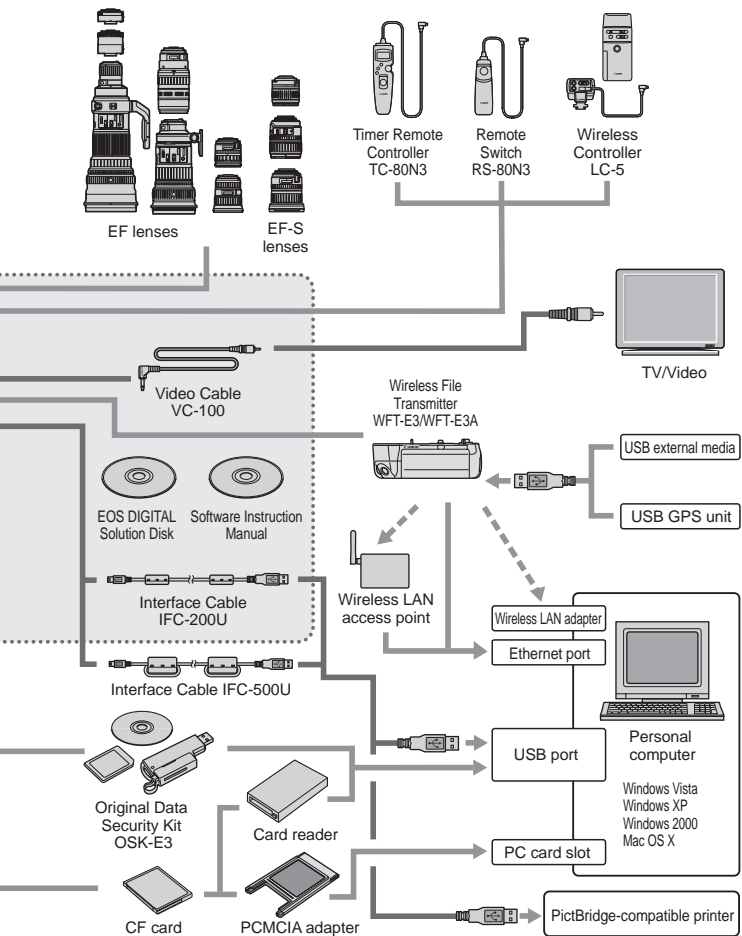 Timer Remote
Controller
TC-80N3
Remote
Switch
RS-80N3
Wireless
Controller
LC-5
EF lenses
EF-S
lenses
TV/Video
Video Cable
VC-100
Wireless File
Transmitter
WFT-E3/WFT-E3A
USB external media
USB GPS unit
EOS DIGITAL
Solution Disk
Software Instruction
Manual
Interface Cable
IFC-200U
Wireless LAN
access point
Wireless LAN adapter
Ethernet port
Interface Cable IFC-500U
USB port
Personal
computer
Windows Vista
Windows XP
Windows 2000
Mac OS X
Original Data
Security Kit
OSK-E3
Card reader
PC card slot
CF card
PCMCIA adapter
PictBridge-compatible printer